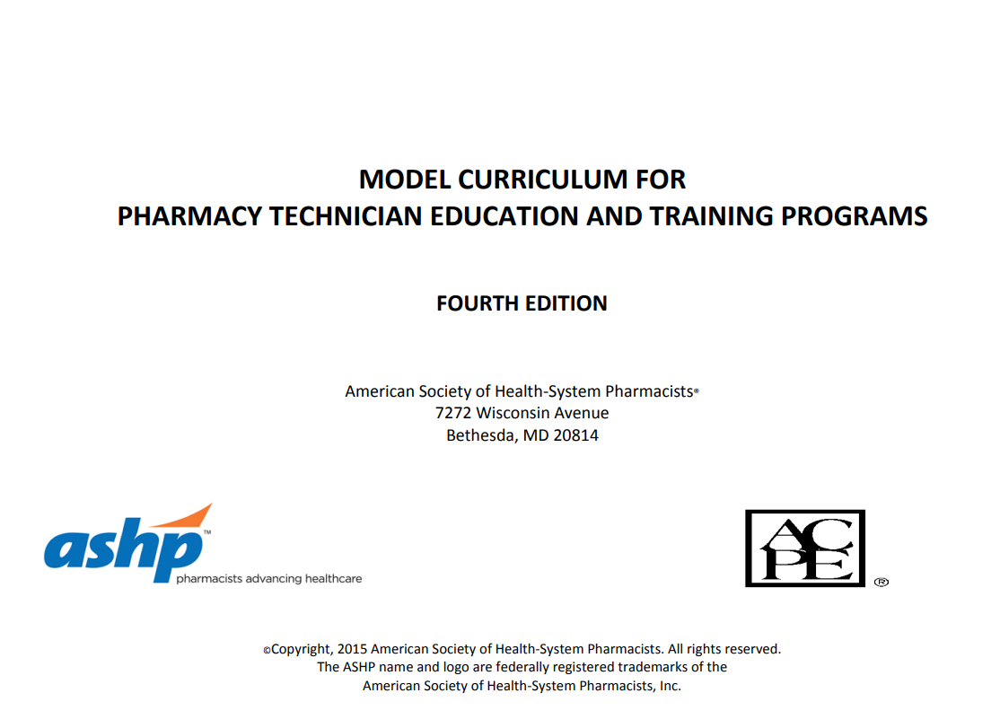 MODEL CURRICULUM FOR
PHARMACY TECHNICIAN EDUCATION AND TRAINING PROGRAMS
FOURTH EDITION
American Society of Health-System Pharmacists®
7272 Wisconsin Avenue
Bethesda, MD 20814
ashp™
pharmacists advancing healthcare
AC
PE ®
©Copyright, 2015 American Society of Health-System Pharmacists. All rights reserved.
The ASHP name and logo are federally registered trademarks of the
American Society of Health-System Pharmacists, Inc.